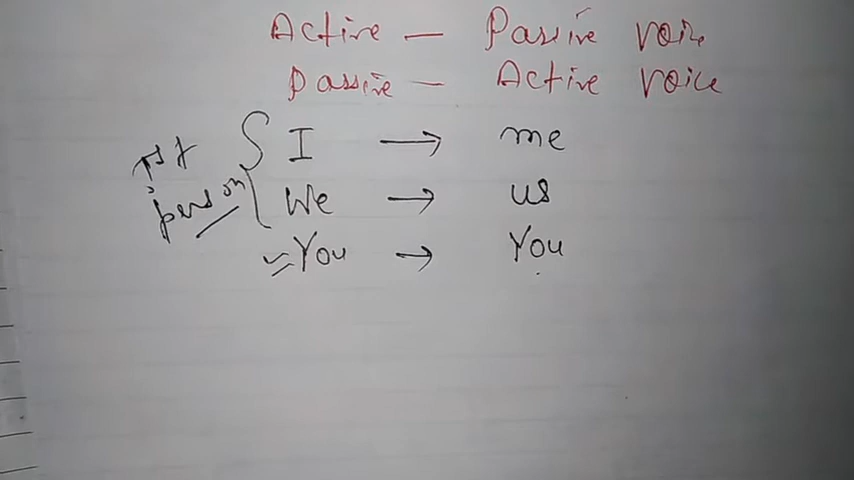 Active — Passive voice
Passive — Active voice
1st person { I → me
We → us
You → You